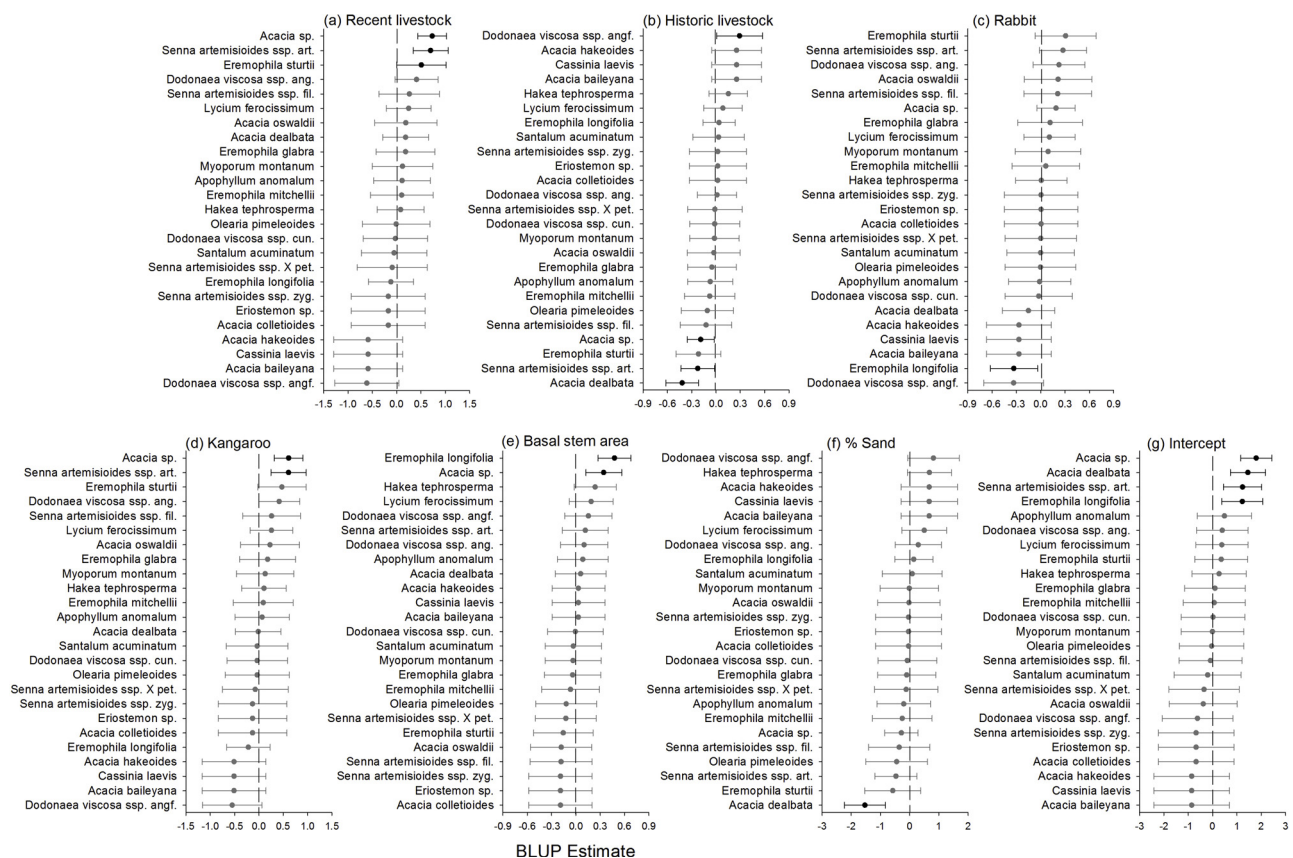 (a) Recent livestock
Acacia sp.
Senna artemisioides ssp. art.
Eremophila sturtii
Dodonaea viscosa ssp. ang.
Senna artemisioides ssp. fil.
Lycium ferocissimum
Acacia oswaldii
Acacia dealbata
Eremophila glabra
Myoporum montanum
Apophyllum anomalum
Eremophila mitchellii
Hakea tephrosperma
Olearia pimeleoides
Dodonaea viscosa ssp. cun.
Santalum acuminatum
Senna artemisioides ssp. X pet.
Eremophila longifolia
Senna artemisioides ssp. zyg.
Eriostemon sp.
Acacia colletioides
Acacia hakeoides
Cassinia laevis
Acacia baileyana
Dodonaea viscosa ssp. angf.
-1.5 -1.0 -0.5 0.0 0.5 1.0 1.5
(b) Historic livestock
Dodonaea viscosa ssp. angf.
Acacia hakeoides
Cassinia laevis
Acacia baileyana
Hakea tephrosperma
Lycium ferocissimum
Eremophila longifolia
Santalum acuminatum
Senna artemisioides ssp. zyg.
Eriostemon sp.
Acacia colletioides
Dodonaea viscosa ssp. ang.
Senna artemisioides ssp. X pet.
Dodonaea viscosa ssp. cun.
Myoporum montanum
Acacia oswaldii
Eremophila glabra
Apophyllum anomalum
Eremophila mitchellii
Olearia pimeleoides
Senna artemisioides ssp. fil.
Acacia sp.
Eremophila sturtii
Senna artemisioides ssp. art.
Acacia dealbata
-0.9 -0.6 -0.3 0.0 0.3 0.6 0.9
(c) Rabbit
Eremophila sturtii
Senna artemisioides ssp. art.
Dodonaea viscosa ssp. ang.
Acacia oswaldii
Senna artemisioides ssp. fil.
Acacia sp.
Eremophila glabra
Lycium ferocissimum
Myoporum montanum
Eremophila mitchellii
Hakea tephrosperma
Senna artemisioides ssp. zyg.
Eriostemon sp.
Acacia colletioides
Senna artemisioides ssp. X pet.
Santalum acuminatum
Olearia pimeleoides
Apophyllum anomalum
Dodonaea viscosa ssp. cun.
Acacia dealbata
Acacia hakeoides
Cassinia laevis
Acacia baileyana
Eremophila longifolia
Dodonaea viscosa ssp. angf.
-0.9 -0.6 -0.3 0.0 0.3 0.6 0.9
(d) Kangaroo
Acacia sp.
Senna artemisioides ssp. art.
Eremophila sturtii
Dodonaea viscosa ssp. ang.
Senna artemisioides ssp. fil.
Lycium ferocissimum
Acacia oswaldii
Eremophila glabra
Myoporum montanum
Hakea tephrosperma
Eremophila mitchellii
Apophyllum anomalum
Acacia dealbata
Santalum acuminatum
Dodonaea viscosa ssp. cun.
Olearia pimeleoides
Senna artemisioides ssp. X pet.
Senna artemisioides ssp. zyg.
Eriostemon sp.
Acacia colletioides
Eremophila longifolia
Acacia hakeoides
Cassinia laevis
Acacia baileyana
Dodonaea viscosa ssp. angf.
-1.5 -1.0 -0.5 0.0 0.5 1.0 1.5
(e) Basal stem area
Eremophila longifolia
Acacia sp.
Hakea tephrosperma
Lycium ferocissimum
Dodonaea viscosa ssp. angf.
Senna artemisioides ssp. art.
Dodonaea viscosa ssp. ang.
Apophyllum anomalum
Acacia dealbata
Acacia hakeoides
Cassinia laevis
Acacia baileyana
Dodonaea viscosa ssp. cun.
Santalum acuminatum
Myoporum montanum
Eremophila glabra
Eremophila mitchellii
Olearia pimeleoides
Senna artemisioides ssp. X pet.
Eremophila sturtii
Acacia oswaldii
Senna artemisioides ssp. fil.
Senna artemisioides ssp. zyg.
Eriostemon sp.
Acacia colletioides
-0.9 -0.6 -0.3 0.0 0.3 0.6 0.9
(f) % Sand
Dodonaea viscosa ssp. angf.
Hakea tephrosperma
Acacia hakeoides
Cassinia laevis
Acacia baileyana
Lycium ferocissimum
Dodonaea viscosa ssp. ang.
Eremophila longifolia
Santalum acuminatum
Myoporum montanum
Acacia oswaldii
Senna artemisioides ssp. zyg.
Eriostemon sp.
Acacia colletioides
Dodonaea viscosa ssp. cun.
Eremophila glabra
Senna artemisioides ssp. X pet.
Apophyllum anomalum
Eremophila mitchellii
Acacia sp.
Senna artemisioides ssp. fil.
Olearia pimeleoides
Senna artemisioides ssp. art.
Eremophila sturtii
Acacia dealbata
-3 -2 -1 0 1 2
(g) Intercept
Acacia sp.
Acacia dealbata
Senna artemisioides ssp. art.
Eremophila longifolia
Apophyllum anomalum
Dodonaea viscosa ssp. ang.
Lycium ferocissimum
Eremophila sturtii
Hakea tephrosperma
Eremophila glabra
Eremophila mitchellii
Dodonaea viscosa ssp. cun.
Myoporum montanum
Olearia pimeleoides
Senna artemisioides ssp. fil.
Santalum acuminatum
Senna artemisioides ssp. X pet.
Acacia oswaldii
Dodonaea viscosa ssp. angf.
Senna artemisioides ssp. zyg.
Eriostemon sp.
Acacia colletioides
Acacia hakeoides
Cassinia laevis
Acacia baileyana
-3 -2 -1 0 1 2 3
BLUP Estimate